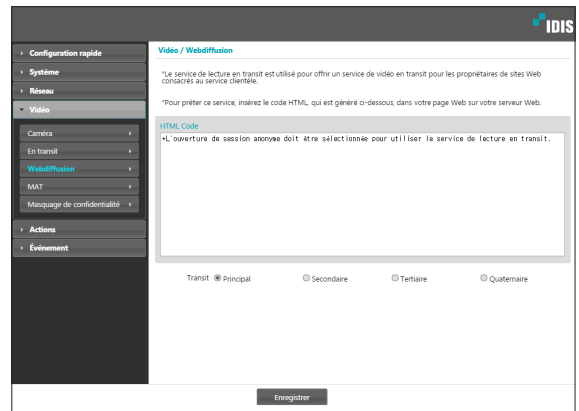 IDIS
Configuration rapide
Système
Réseau
Vidéo
Caméra
En transit
Webdiffusion
MAT
Masquage de confidentialité
Actions
Événement
Vidéo / Webdiffusion
*Le service de lecture en transit est utilisé pour offrir un service de vidéo en transit pour les propriétaires de sites Web
consacrés au service clientèle.
*Pour prêter ce service, insérez le code HTML, qui est généré ci-dessous, dans votre page Web sur votre serveur Web.
HTML Code
*L'ouverture de session anonyme doit être sélectionnée pour utiliser le service de lecture en transit.
Transit Principal Secondaire Tertiaire Quaternaire
Enregistrer